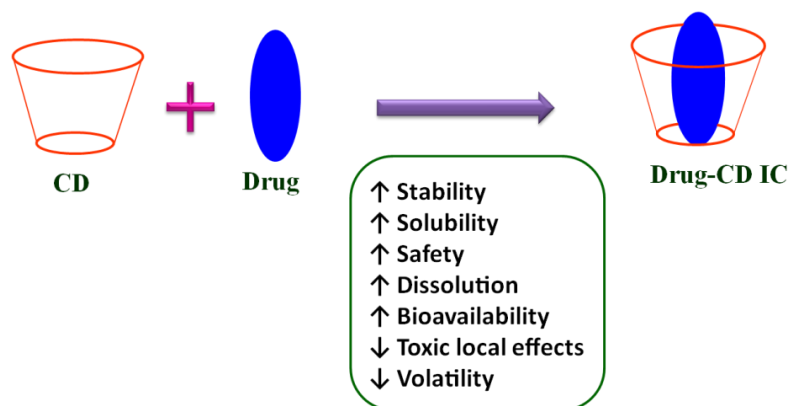 CD
Drug
Drug-CD IC
↑ Stability
↑ Solubility
↑ Safety
↑ Dissolution
↑ Bioavailability
↓ Toxic local effects
↓ Volatility